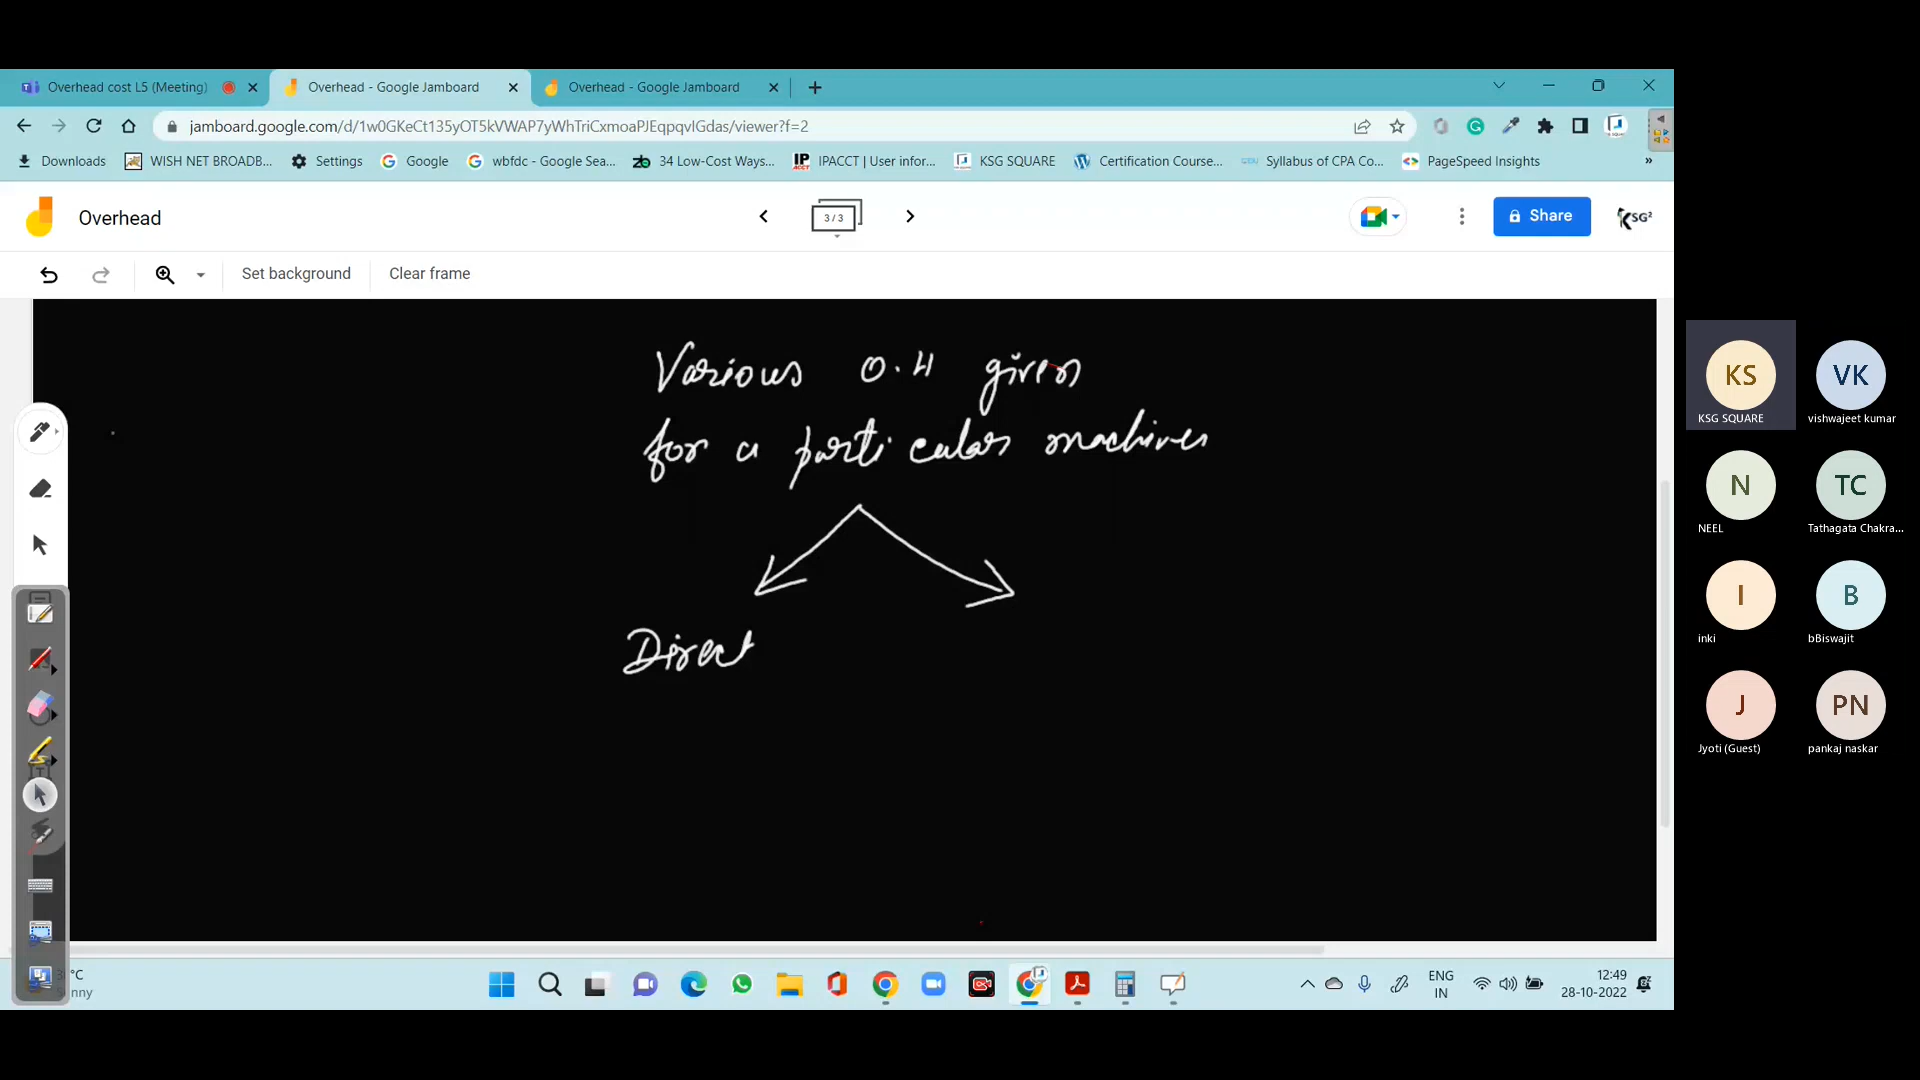 Overhead cost L5 (Meeting)
Overhead - Google Jamboard
Overhead - Google Jamboard
jamboard.google.com/d/1w0GKeCt135yOT5kVWAP7yWhTriCxmoaPJEqpqvIGdas/viewer?f=2
Downloads
WISH NET BROADB...
Settings
Google
wbfdc - Google Sea...
34 Low-Cost Ways...
IPACCT | User infor...
KSG SQUARE
Certification Course...
Syllabus of CPA Co...
PageSpeed Insights
»
Overhead
3 / 3
Share
KSG²
Set background
Clear frame
Various O.H given
for a particular machines
Direct
KS
KSG SQUARE
VK
vishwajeet kumar
N
NEEL
TC
Tathagata Chakra...
I
inki
B
bBiswajit
J
Jyoti (Guest)
PN
pankaj naskar
°C
ENG
IN
12:49
28-10-2022